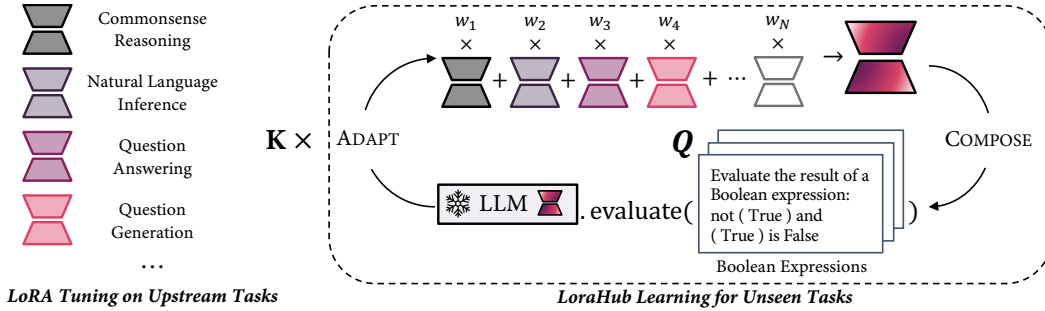 Commonsense
Reasoning
Natural Language
Inference
Question
Answering
Question
Generation
...
LoRA Tuning on Upstream Tasks
K ×
w1 w2 w3 w4 wN
× × × × ×
+ + + + ... →
ADAPT
COMPOSE
Q
Evaluate the result of a
Boolean expression:
not ( True ) and
( True ) is False
LLM .evaluate( )
Boolean Expressions
LoraHub Learning for Unseen Tasks